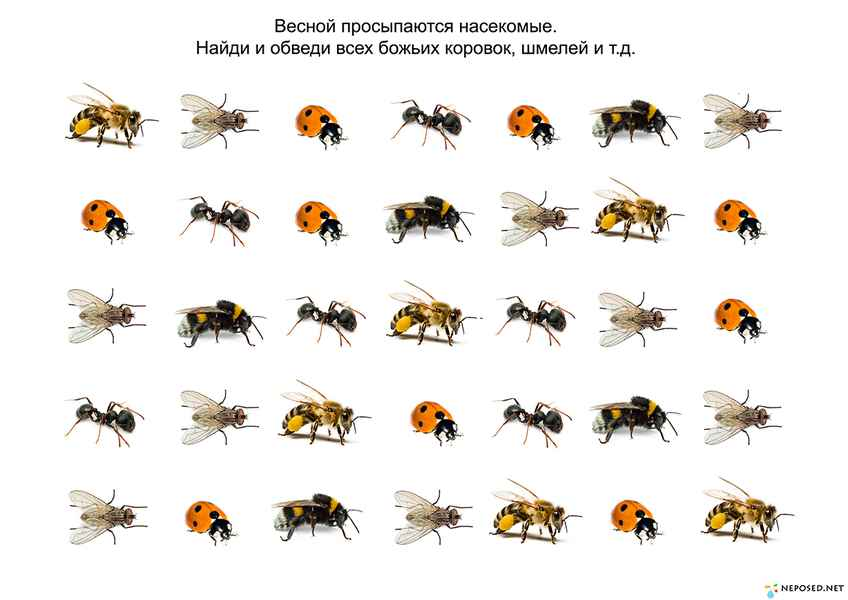 Весной просыпаются насекомые.
Найди и обведи всех божьих коровок, шмелей и т.д.
NEPOSED.NET